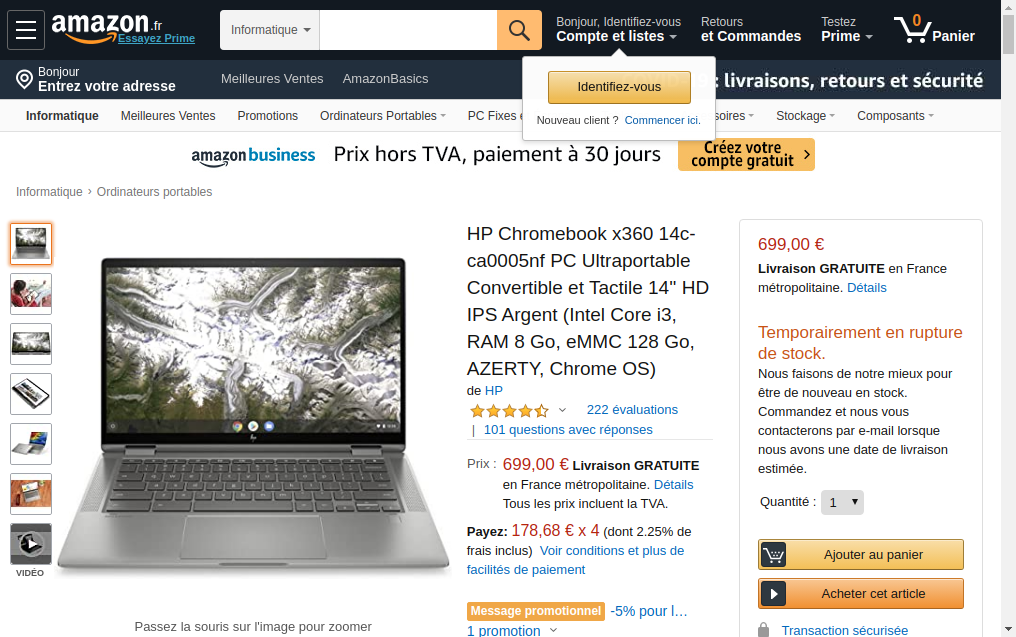 amazon.fr
Essayez Prime
Informatique
Bonjour, Identifiez-vous
Compte et listes
Retours
et Commandes
Testez
Prime
0
Panier
Bonjour
Entrez votre adresse
Meilleures Ventes
AmazonBasics
: livraisons, retours et sécurité
Identifiez-vous
Nouveau client ? Commencer ici.
Informatique
Meilleures Ventes
Promotions
Ordinateurs Portables
PC Fixes
Stockage
Composants
amazon business
Prix hors TVA, paiement à 30 jours
Créez votre
compte gratuit
Informatique › Ordinateurs portables
HP Chromebook x360 14c-
ca0005nf PC Ultraportable
Convertible et Tactile 14" HD
IPS Argent (Intel Core i3,
RAM 8 Go, eMMC 128 Go,
AZERTY, Chrome OS)
de HP
222 évaluations
| 101 questions avec réponses
Prix : 699,00 € Livraison GRATUITE
en France métropolitaine. Détails
Tous les prix incluent la TVA.
Payez: 178,68 € x 4 (dont 2.25% de
frais inclus) Voir conditions et plus de
facilités de paiement
Message promotionnel -5% pour l…
1 promotion
VIDÉO
Passez la souris sur l'image pour zoomer
699,00 €
Livraison GRATUITE en France
métropolitaine. Détails
Temporairement en rupture
de stock.
Nous faisons de notre mieux pour
être de nouveau en stock.
Commandez et nous vous
contacterons par e-mail lorsque
nous avons une date de livraison
estimée.
Quantité : 1
Ajouter au panier
Acheter cet article
Transaction sécurisée